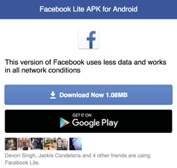 Facebook Lite APK for Android
f
This version of Facebook uses less data and works
in all network conditions
Download Now 1.08MB
GET IT ON
Google Play
Devon Singh, Jackie Candelaria and 4 other friends are using
Facebook Lite.